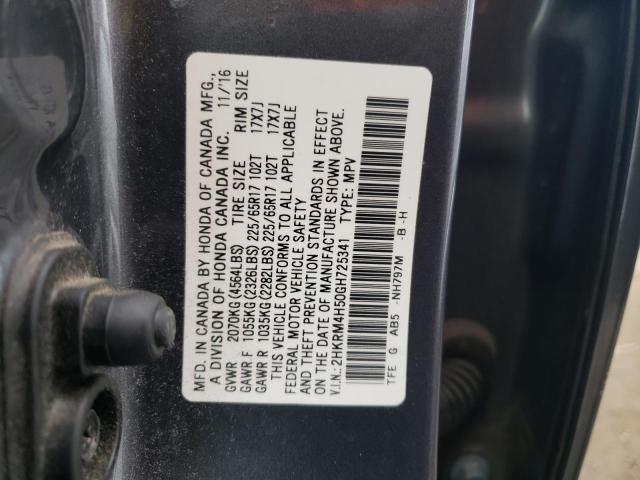 MFD. IN CANADA BY HONDA OF CANADA MFG.,
A DIVISION OF HONDA CANADA INC. 11/'16
GVWR 2070KG(4564LBS) TIRE SIZE RIM SIZE
GAWR F 1055KG(2326LBS) 225/65R17 102T 17X7J
GAWR R 1035KG(2282LBS) 225/65R17 102T 17X7J
THIS VEHICLE CONFORMS TO ALL APPLICABLE
FEDERAL MOTOR VEHICLE SAFETY
AND THEFT PREVENTION STANDARDS IN EFFECT
ON THE DATE OF MANUFACTURE SHOWN ABOVE.
V.I.N.: 2HKRM4H50GH725341 TYPE: MPV
TFE G AB5 -NH797M -B -H